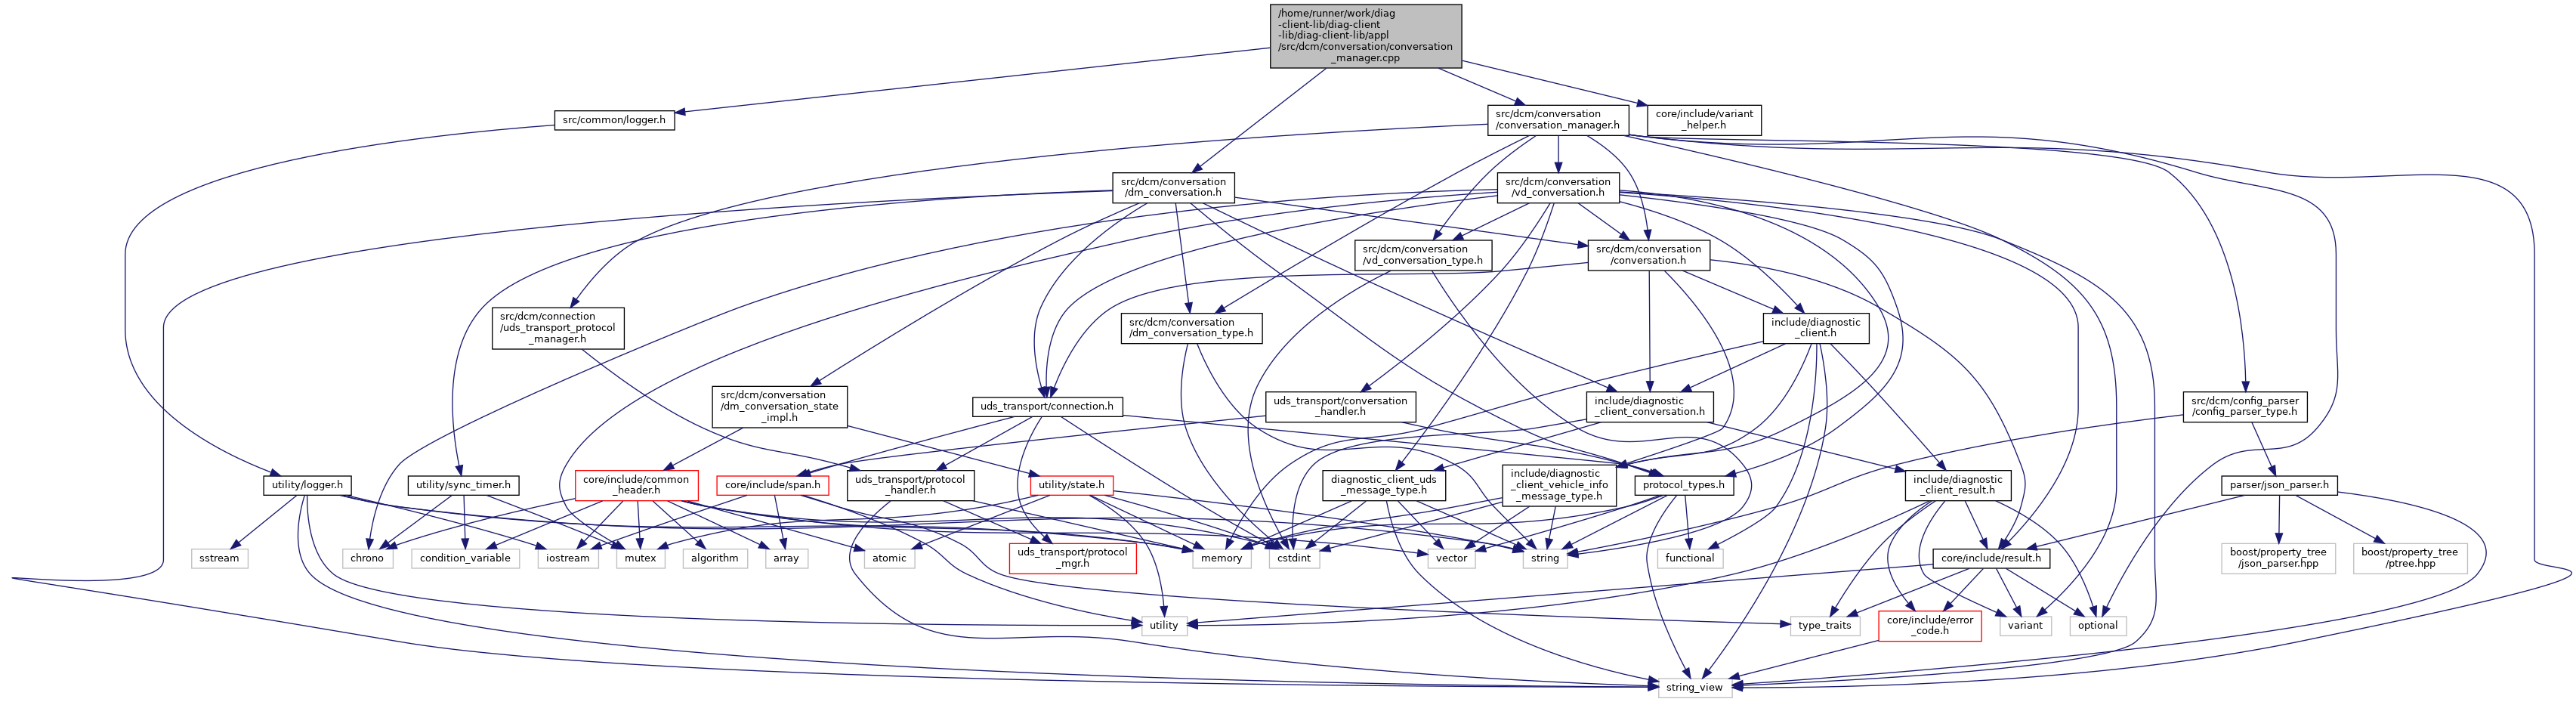 /home/runner/work/diag
-client-lib/diag-client
-lib/diag-client-lib/appl
/src/dcm/conversation/conversation
_manager.cpp
src/common/logger.h
src/dcm/conversation
/conversation_manager.h
core/include/variant
_helper.h
src/dcm/conversation
/dm_conversation.h
src/dcm/conversation
/vd_conversation.h
src/dcm/conversation
/vd_conversation_type.h
src/dcm/conversation
/conversation.h
src/dcm/connection
/uds_transport_protocol
_manager.h
src/dcm/conversation
/dm_conversation_type.h
include/diagnostic
_client.h
src/dcm/conversation
/dm_conversation_state
_impl.h
uds_transport/connection.h
uds_transport/conversation
_handler.h
include/diagnostic
_client_conversation.h
src/dcm/config_parser
/config_parser_type.h
utility/logger.h
utility/sync_timer.h
core/include/common
_header.h
core/include/span.h
uds_transport/protocol
_handler.h
utility/state.h
diagnostic_client_uds
_message_type.h
include/diagnostic
_client_vehicle_info
_message_type.h
protocol_types.h
include/diagnostic
_client_result.h
parser/json_parser.h
sstream
chrono
condition_variable
iostream
mutex
algorithm
array
atomic
uds_transport/protocol
_mgr.h
memory
cstdint
vector
string
functional
core/include/result.h
boost/property_tree
/json_parser.hpp
boost/property_tree
/ptree.hpp
utility
type_traits
core/include/error
_code.h
variant
optional
string_view